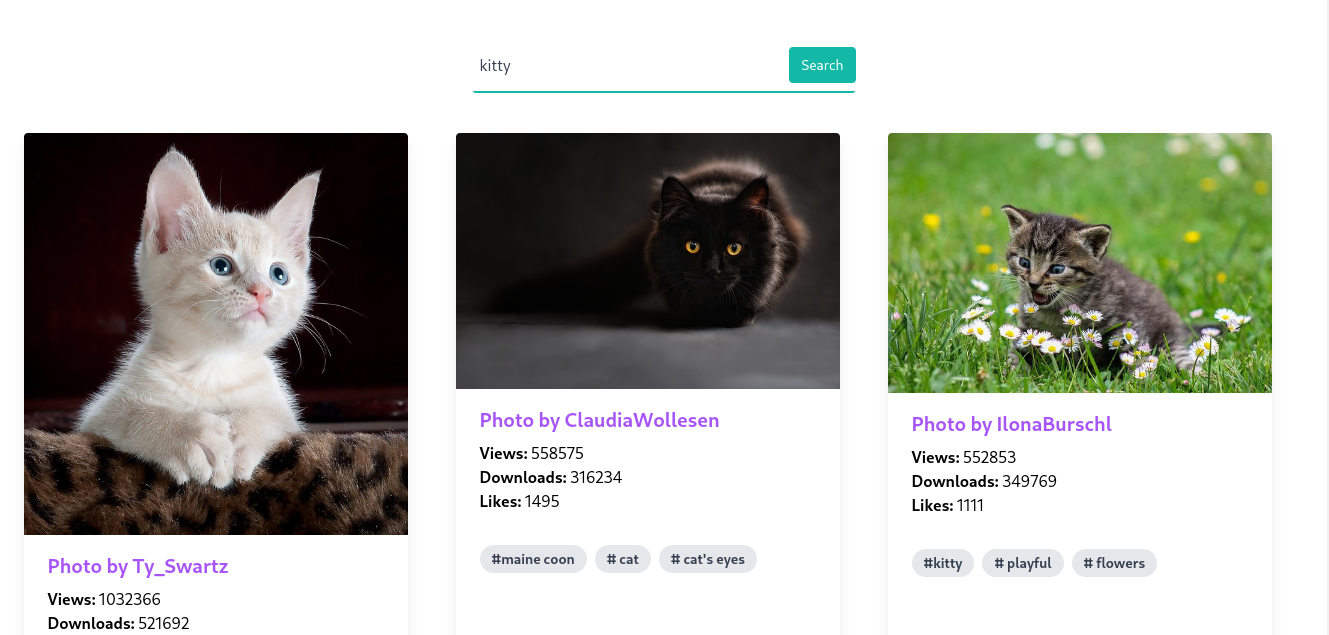 kitty
Search
Photo by Ty_Swartz
Views: 1032366
Downloads: 521692
Photo by ClaudiaWollesen
Views: 558575
Downloads: 316234
Likes: 1495
#maine coon # cat # cat's eyes
Photo by IlonaBurschl
Views: 552853
Downloads: 349769
Likes: 1111
#kitty # playful # flowers